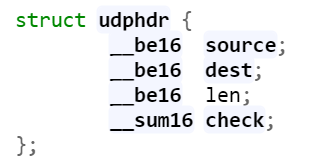 struct udphdr {
__be16 source;
__be16 dest;
__be16 len;
__sum16 check;
};